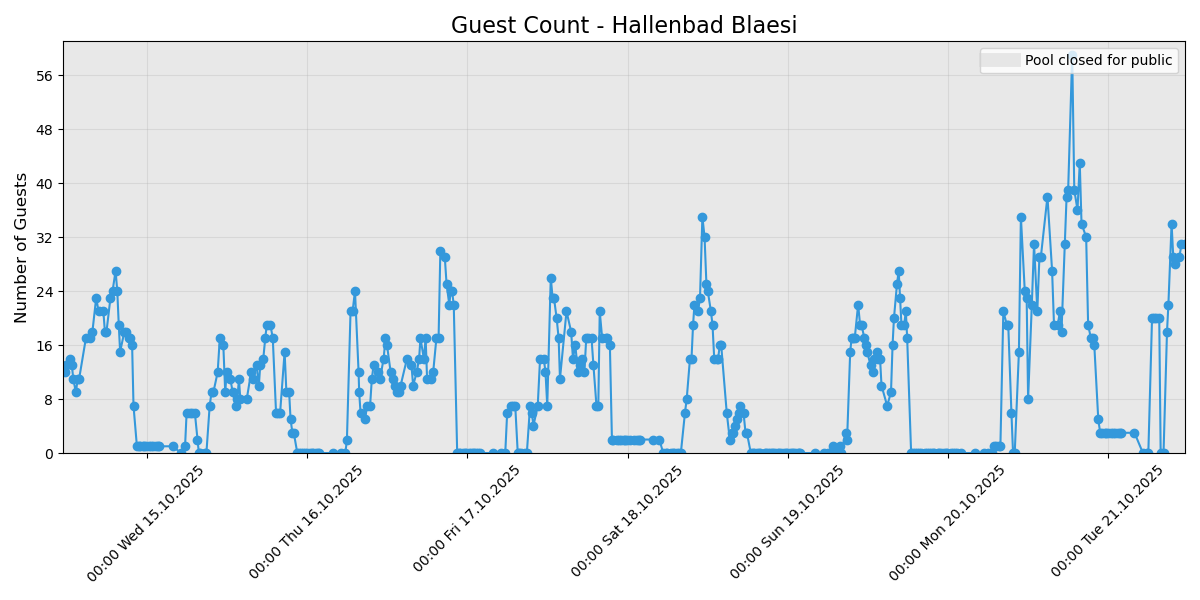 Guest Count - Hallenbad Blaesi
Pool closed for public
Number of Guests
56
48
40
32
24
16
8
0
00:00 Wed 15.10.2025
00:00 Thu 16.10.2025
00:00 Fri 17.10.2025
00:00 Sat 18.10.2025
00:00 Sun 19.10.2025
00:00 Mon 20.10.2025
00:00 Tue 21.10.2025